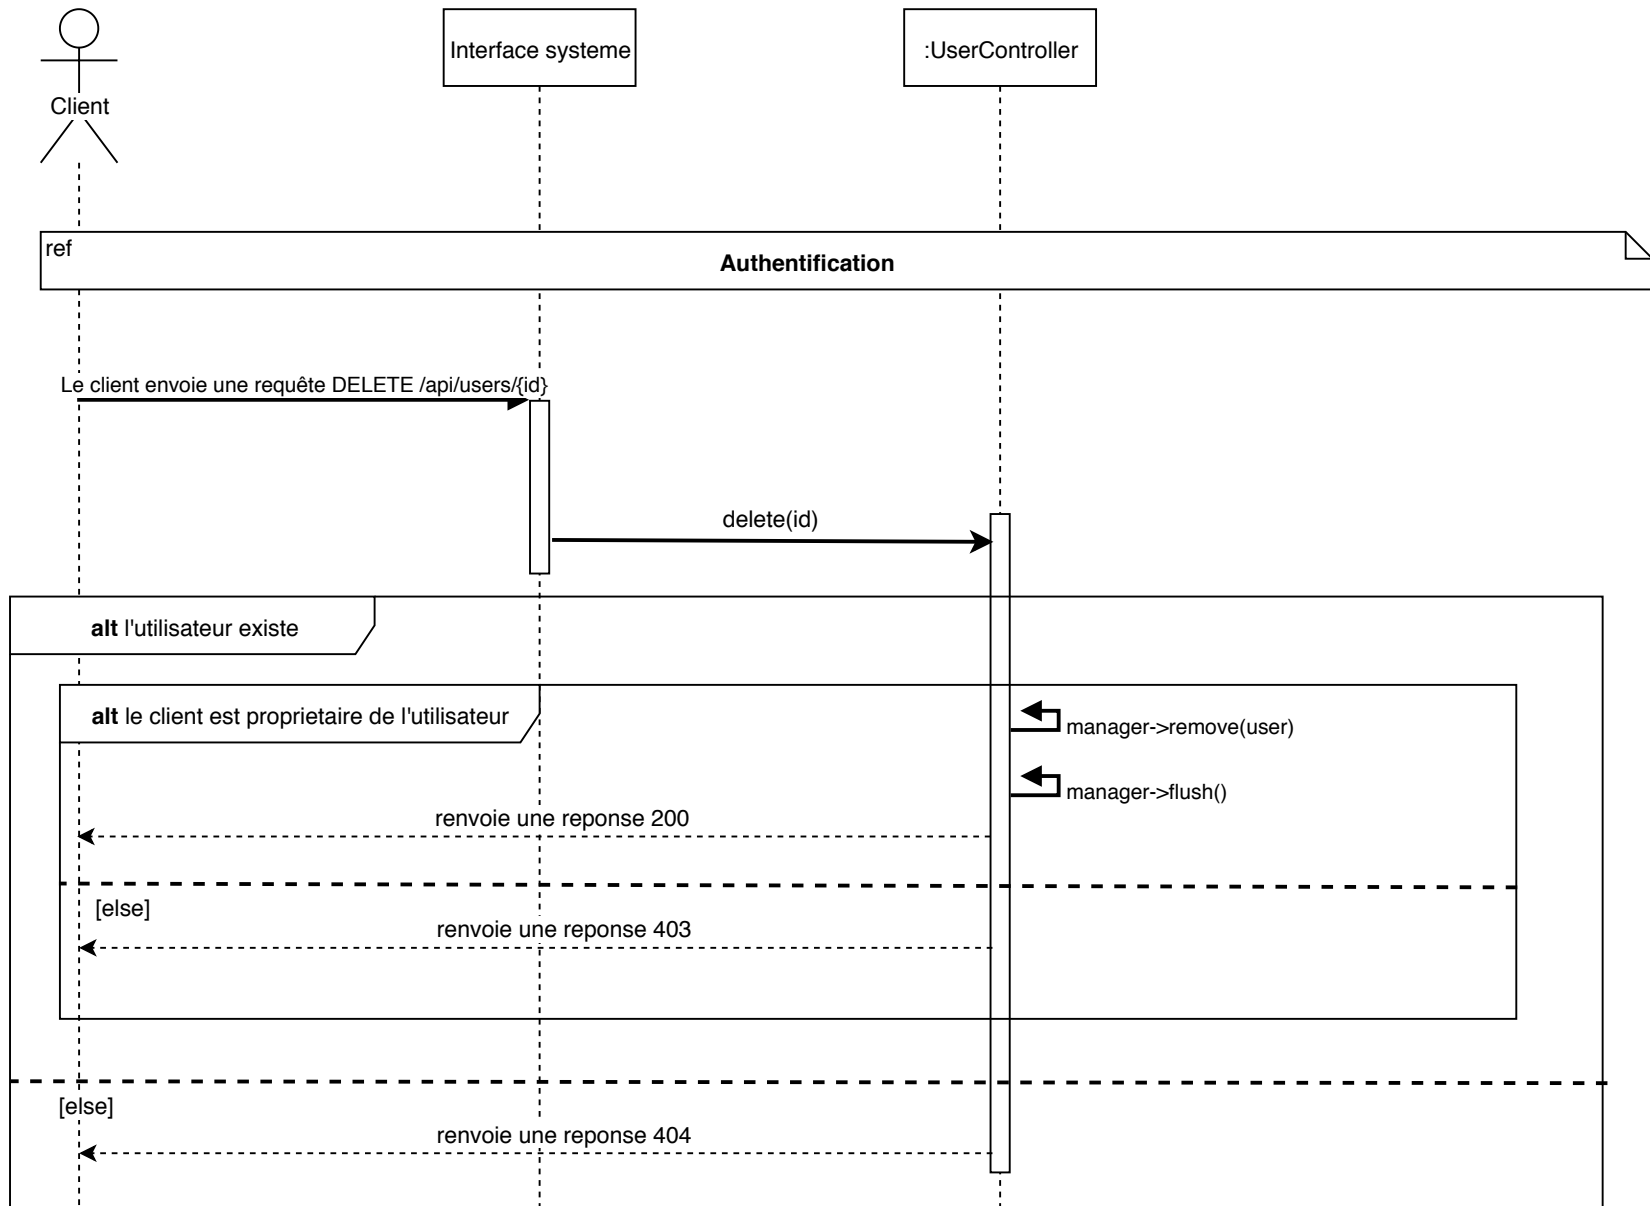 Client
Interface systeme
:UserController
ref
Authentification
Le client envoie une requête DELETE /api/users/{id}
delete(id)
alt l'utilisateur existe
alt le client est proprietaire de l'utilisateur
manager->remove(user)
manager->flush()
renvoie une reponse 200
[else]
renvoie une reponse 403
[else]
renvoie une reponse 404